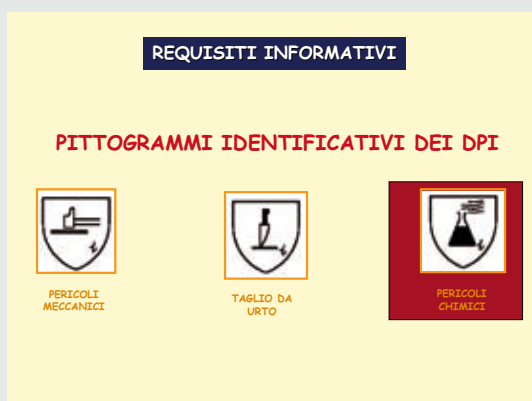 REQUISITI INFORMATIVI
PITTOGRAMMI IDENTIFICATIVI DEI DPI
i
i
i
PERICOLI
MECCANICI
TAGLIO DA
URTO
PERICOLI
CHIMICI